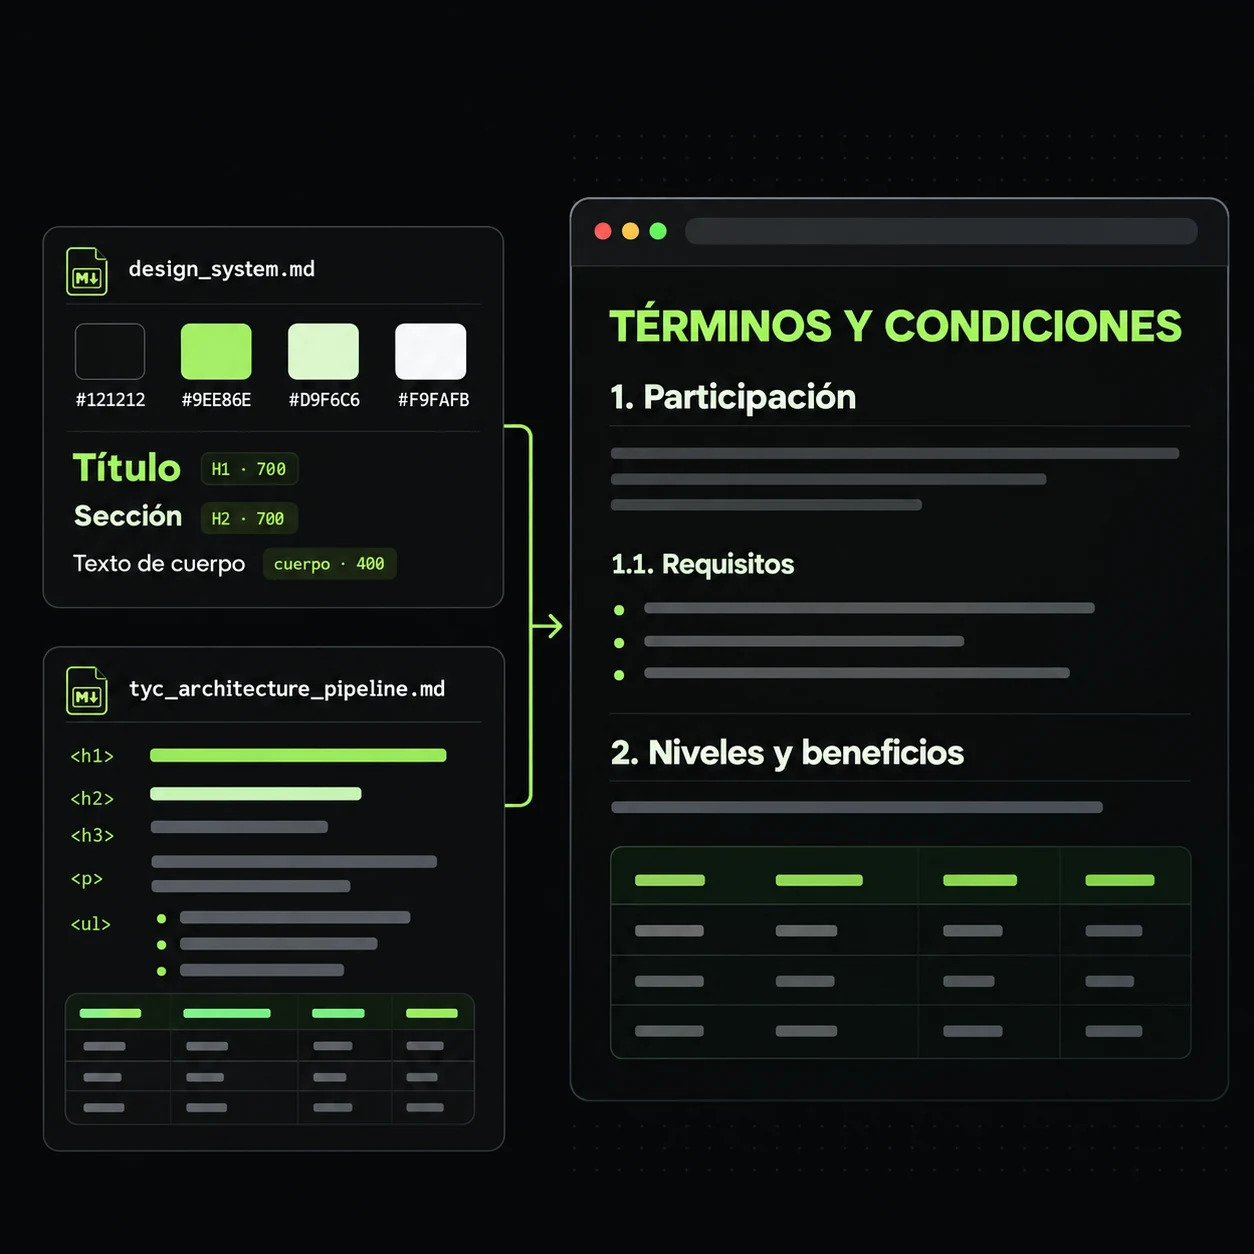 design_system.md
#121212 #9EE86E #D9F6C6 #F9FAFB
Título H1 · 700
Sección H2 · 700
Texto de cuerpo cuerpo · 400
M↓
tyc_architecture_pipeline.md
M↓
<h1>
<h2>
<h3>
<p>
<ul>
TÉRMINOS Y CONDICIONES
1. Participación
1.1. Requisitos
2. Niveles y beneficios